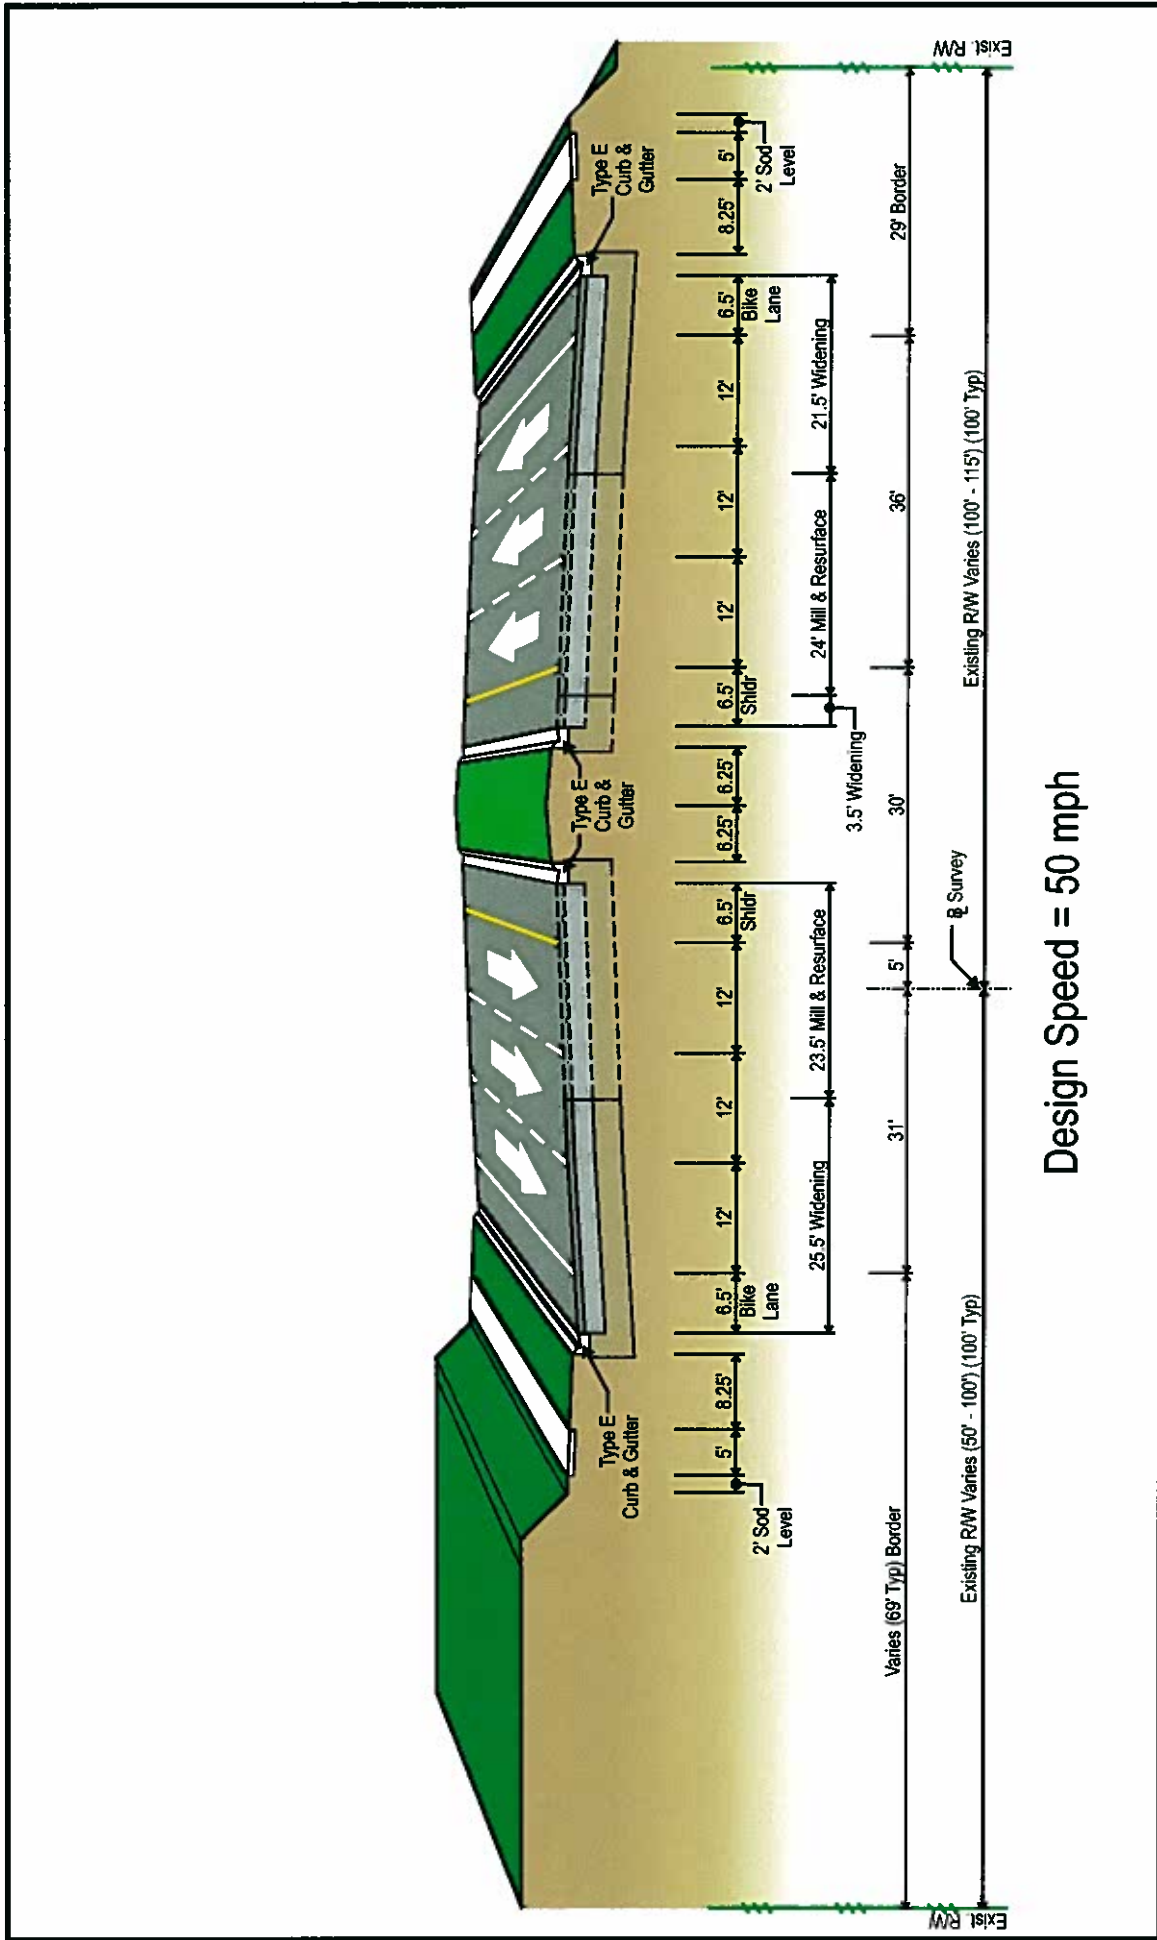 Type E
Curb & Gutter
Type E
Curb &
Gutter
Type E
Curb &
Gutter
2' Sod
Level
5'
8.25'
6.5'
Bike
Lane
12'
12'
12'
6.5'
Shldr
6.25'
6.25'
6.5'
Shldr
12'
12'
12'
6.5'
Bike
Lane
8.25'
5'
2' Sod
Level
25.5' Widening
23.5' Mill & Resurface
3.5' Widening
24' Mill & Resurface
21.5' Widening
Varies (69' Typ) Border
31'
5'
30'
36'
29' Border
℄ Survey
Exist. R/W
Existing R/W Varies (50' - 100') (100' Typ)
Existing R/W Varies (100' - 115') (100' Typ)
Exist. R/W
Design Speed = 50 mph